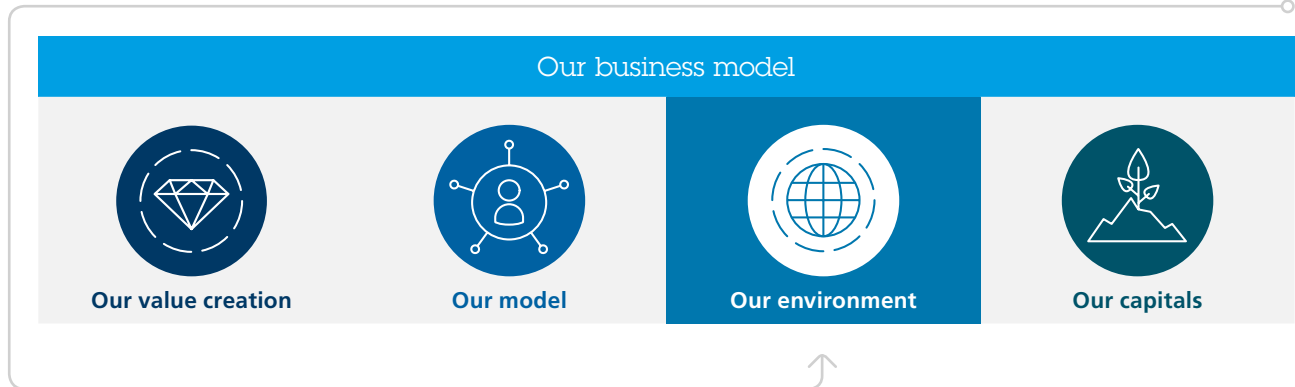 Our business model
Our value creation
Our model
Our environment
Our capitals